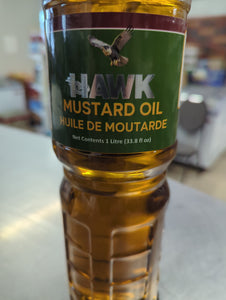 HAWK
MUSTARD OIL
HUILE DE MOUTARDE
Net Contents 1 Litre (33.8 fl oz)